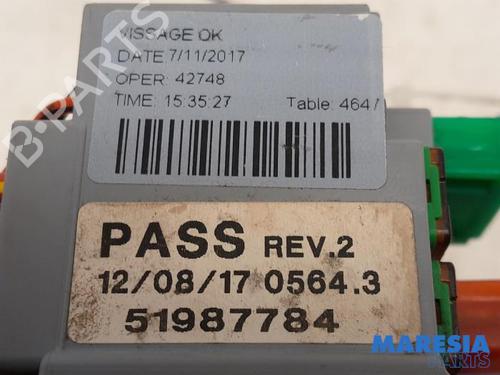 VISSAGE OK
DATE 7/11/2017
OPER: 42748
TIME: 15:35:27 Table: 464/
PASS REV.2
12/08/17 0564.3
51987784
B-PARTS
MARESIA
PARTS